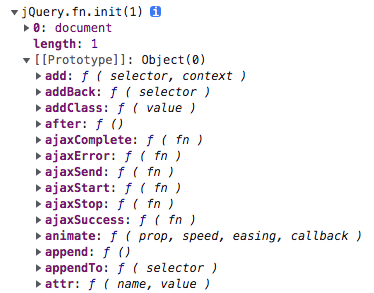 jQuery.fn.init(1) i
0: document
length: 1
[[Prototype]]: Object(0)
add: ƒ ( selector, context )
addBack: ƒ ( selector )
addClass: ƒ ( value )
after: ƒ ()
ajaxComplete: ƒ ( fn )
ajaxError: ƒ ( fn )
ajaxSend: ƒ ( fn )
ajaxStart: ƒ ( fn )
ajaxStop: ƒ ( fn )
ajaxSuccess: ƒ ( fn )
animate: ƒ ( prop, speed, easing, callback )
append: ƒ ()
appendTo: ƒ ( selector )
attr: ƒ ( name, value )